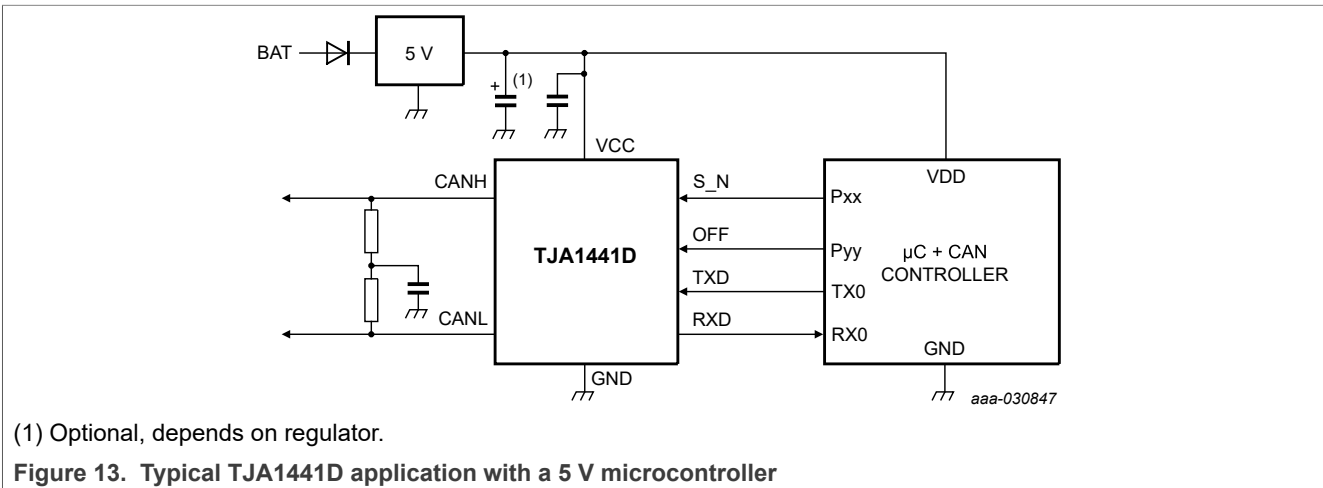 BAT
5 V
+
(1)
VCC
CANH
S_N
Pxx
VDD
OFF
Pyy
TJA1441D
µC + CAN
CONTROLLER
TXD
TX0
CANL
RXD
RX0
GND
GND
aaa-030847
(1) Optional, depends on regulator.
Figure 13. Typical TJA1441D application with a 5 V microcontroller